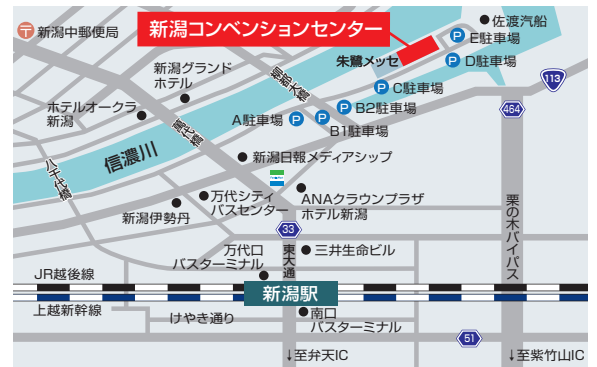 新潟コンベンションセンター
佐渡汽船
新潟中郵便局
E駐車場
朱鷺メッセ
D駐車場
新潟グランド
ホテル
柳都大橋
C駐車場
113
ホテルオークラ
新潟
B2駐車場
464
A駐車場
B1駐車場
萬代橋
信濃川
八千代橋
新潟日報メディアシップ
万代シティ
バスセンター
ANAクラウンプラザ
ホテル新潟
新潟伊勢丹
栗の木バイパス
33
万代口
バスターミナル
東大通
三井生命ビル
JR越後線
新潟駅
上越新幹線
けやき通り
南口
バスターミナル
51
↓至弁天IC
↓至紫竹山IC
P
P
P
P
P
P